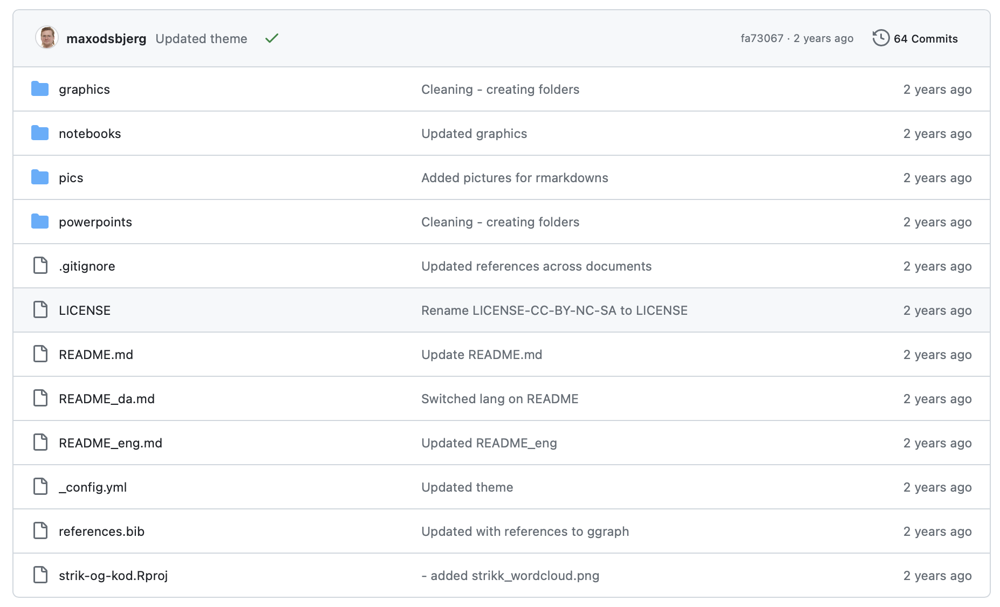 maxodsbjerg Updated theme fa73067 · 2 years ago 64 Commits
graphics Cleaning - creating folders 2 years ago
notebooks Updated graphics 2 years ago
pics Added pictures for rmarkdowns 2 years ago
powerpoints Cleaning - creating folders 2 years ago
.gitignore Updated references across documents 2 years ago
LICENSE Rename LICENSE-CC-BY-NC-SA to LICENSE 2 years ago
README.md Update README.md 2 years ago
README_da.md Switched lang on README 2 years ago
README_eng.md Updated README_eng 2 years ago
_config.yml Updated theme 2 years ago
references.bib Updated with references to ggraph 2 years ago
strik-og-kod.Rproj - added strikk_wordcloud.png 2 years ago